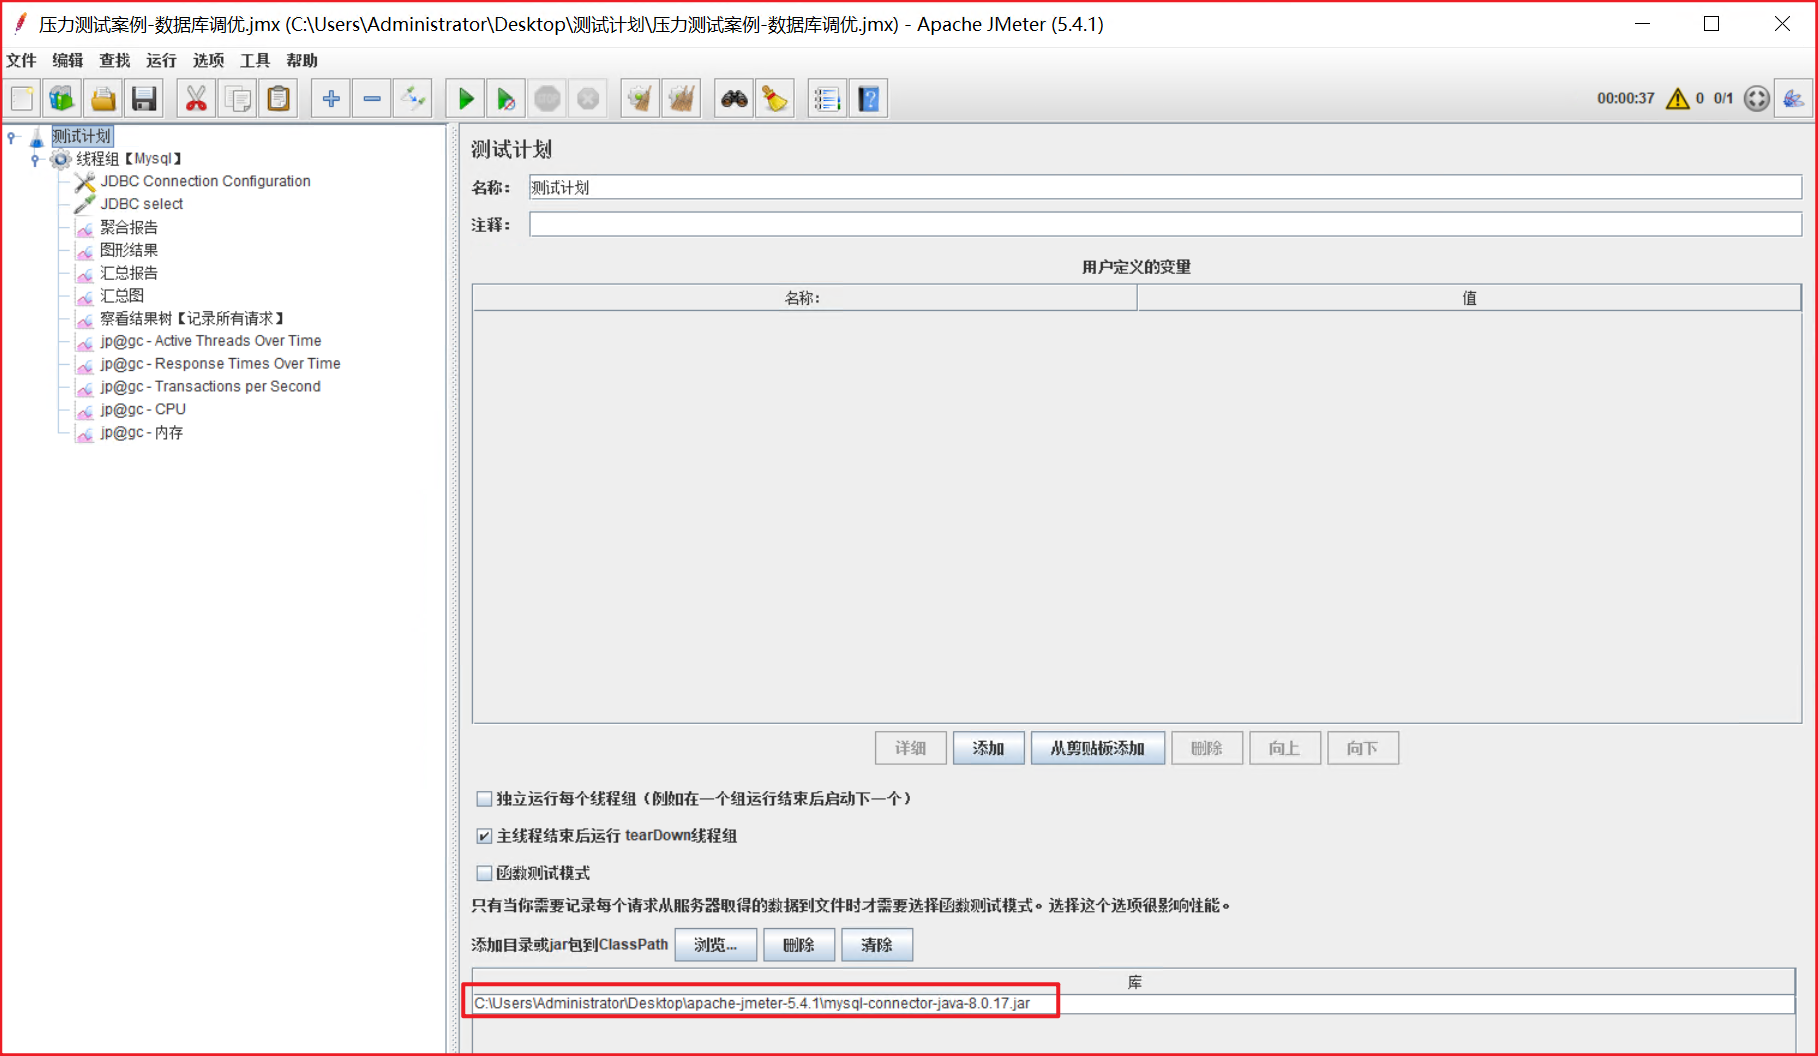 压力测试案例-数据库调优.jmx (C:\Users\Administrator\Desktop\测试计划\压力测试案例-数据库调优.jmx) - Apache JMeter (5.4.1)
文件 编辑 查找 运行 选项 工具 帮助
00:00:37 0 0/1
测试计划
线程组【Mysql】
JDBC Connection Configuration
JDBC select
聚合报告
图形结果
汇总报告
汇总图
察看结果树【记录所有请求】
jp@gc - Active Threads Over Time
jp@gc - Response Times Over Time
jp@gc - Transactions per Second
jp@gc - CPU
jp@gc - 内存
测试计划
名称: 测试计划
注释:
用户定义的变量
名称: 值
详细 添加 从剪贴板添加 删除 向上 向下
独立运行每个线程组（例如在一个组运行结束后启动下一个）
主线程结束后运行 tearDown线程组
函数测试模式
只有当你需要记录每个请求从服务器取得的数据到文件时才需要选择函数测试模式。选择这个选项很影响性能。
添加目录或jar包到ClassPath 浏览... 删除 清除
库
C:\Users\Administrator\Desktop\apache-jmeter-5.4.1\mysql-connector-java-8.0.17.jar